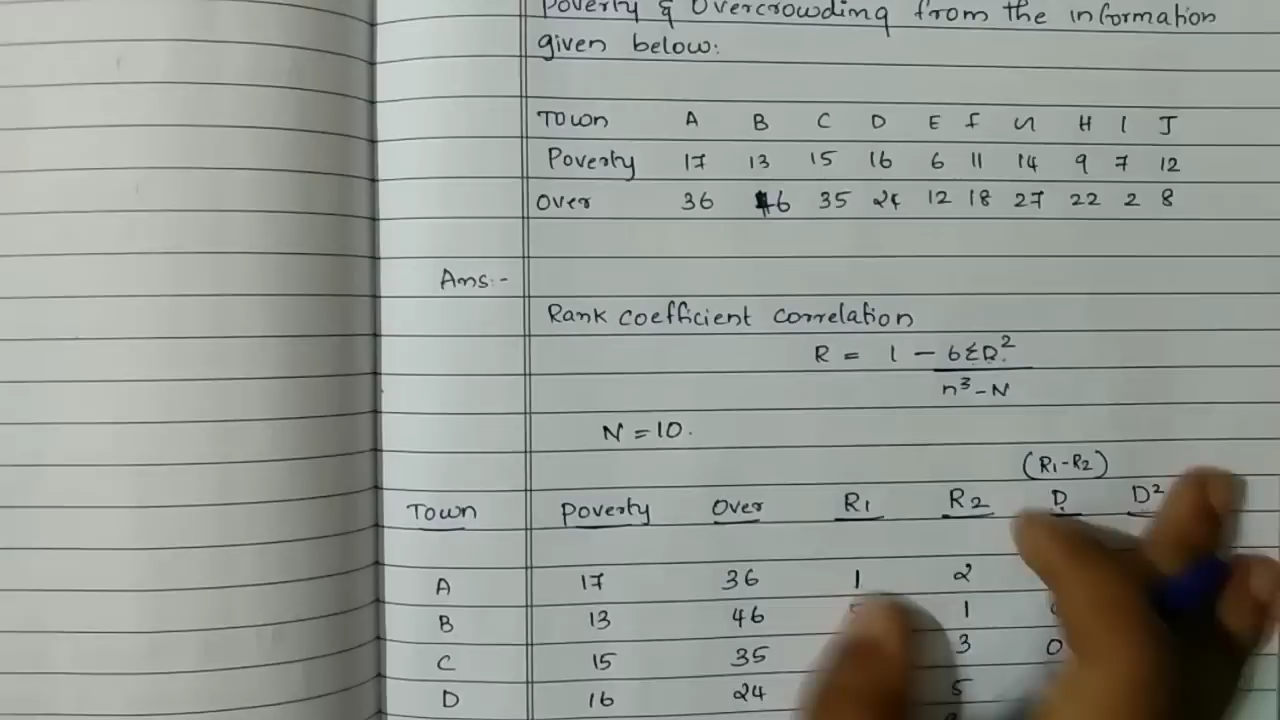 Poverty & Overcrowding from the information
given below:
Town A B C D E F G H I J
Poverty 17 13 15 16 6 11 14 9 7 12
Over 36 46 35 24 12 18 27 22 2 8
Ans:-
Rank coefficient correlation
R = 1 - 6ΣD²
n³-N
N = 10.
(R1-R2)
Town Poverty Over R1 R2 D D²
A 17 36 1 2
B 13 46 1
C 15 35 3 0
D 16 24 5